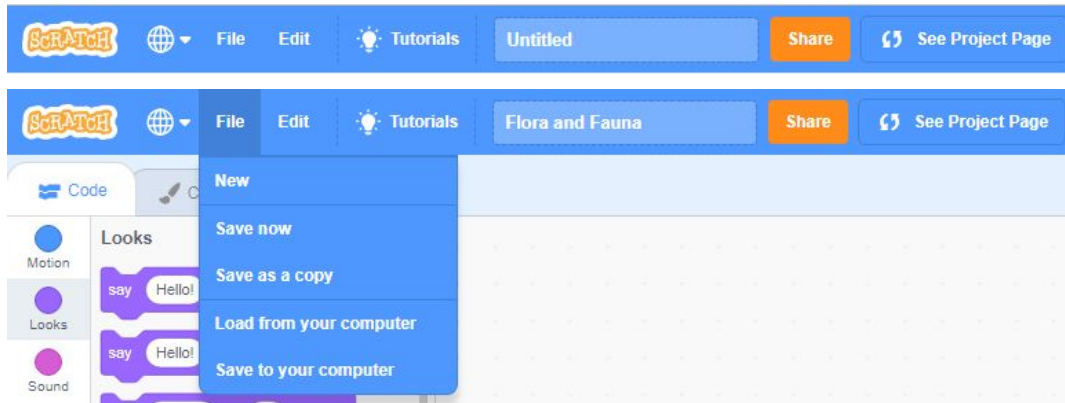 SCRATCH File Edit Tutorials Untitled Share See Project Page
SCRATCH File Edit Tutorials Flora and Fauna Share See Project Page
Code C
New
Looks
Save now
Motion
Save as a copy
say Hello!
Looks
Load from your computer
say Hello!
Save to your computer
Sound